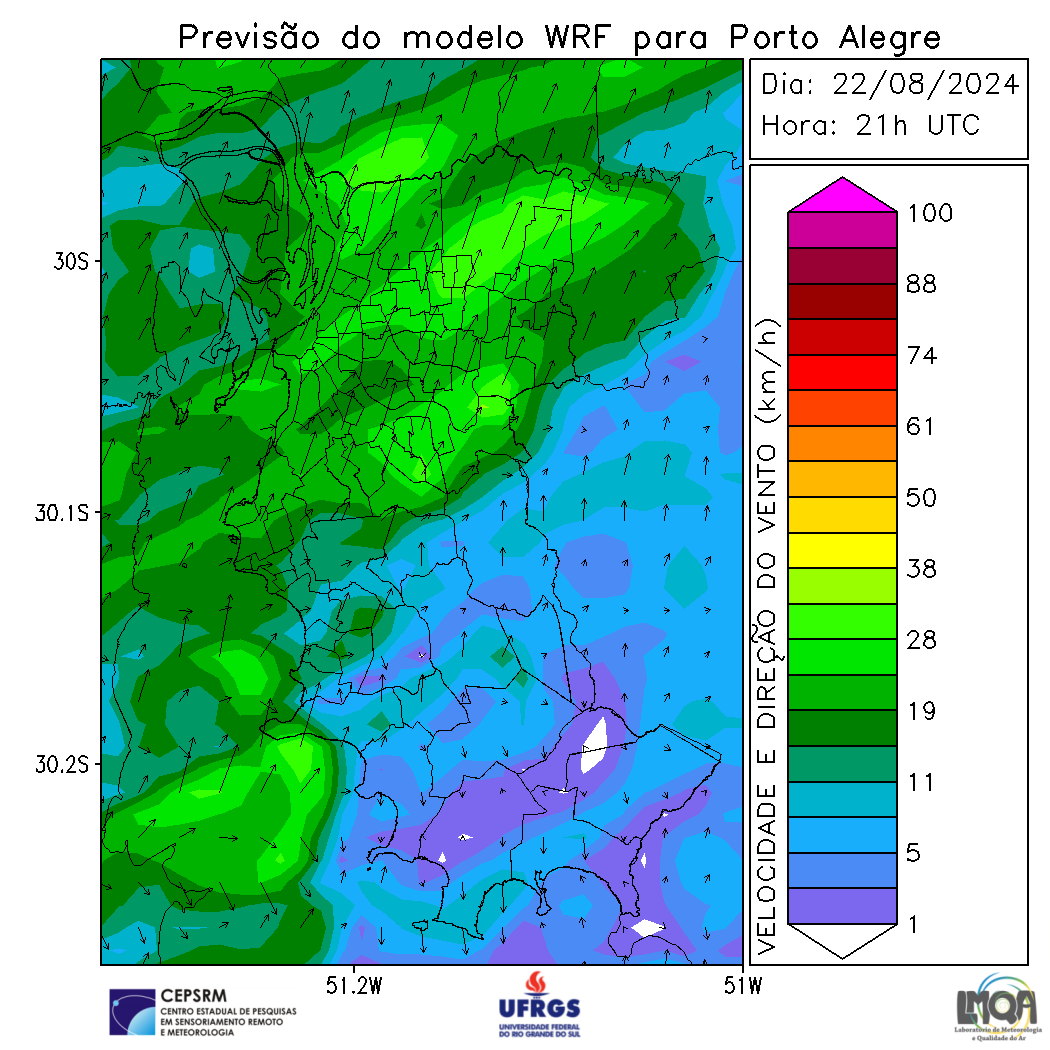 Previsão do modelo WRF para Porto Alegre
Dia: 22/08/2024
Hora: 21h UTC
30S
30.1S
30.2S
51.2W
51W
VELOCIDADE E DIREÇÃO DO VENTO (km/h)
100
88
74
61
50
38
28
19
11
5
1
CEPSRM
CENTRO ESTADUAL DE PESQUISAS
EM SENSORIAMENTO REMOTO
E METEOROLOGIA
UFRGS
UNIVERSIDADE FEDERAL
DO RIO GRANDE DO SUL
LMQA
Laboratório de Meteorologia
e Qualidade do Ar